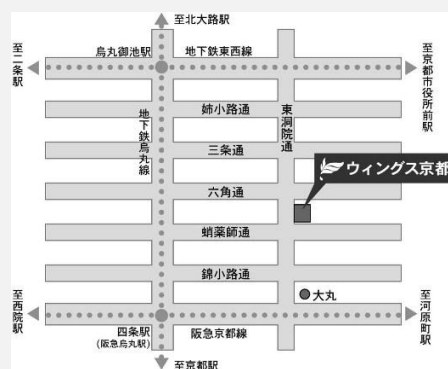 至北大路駅
烏丸御池駅
地下鉄東西線
至二条駅
至京都市役所前駅
地下鉄烏丸線
東洞院通
姉小路通
三条通
ウィングス京都
六角通
蛸薬師通
錦小路通
大丸
至西院駅
至河原町駅
四条駅
(阪急烏丸駅)
阪急京都線
至京都駅